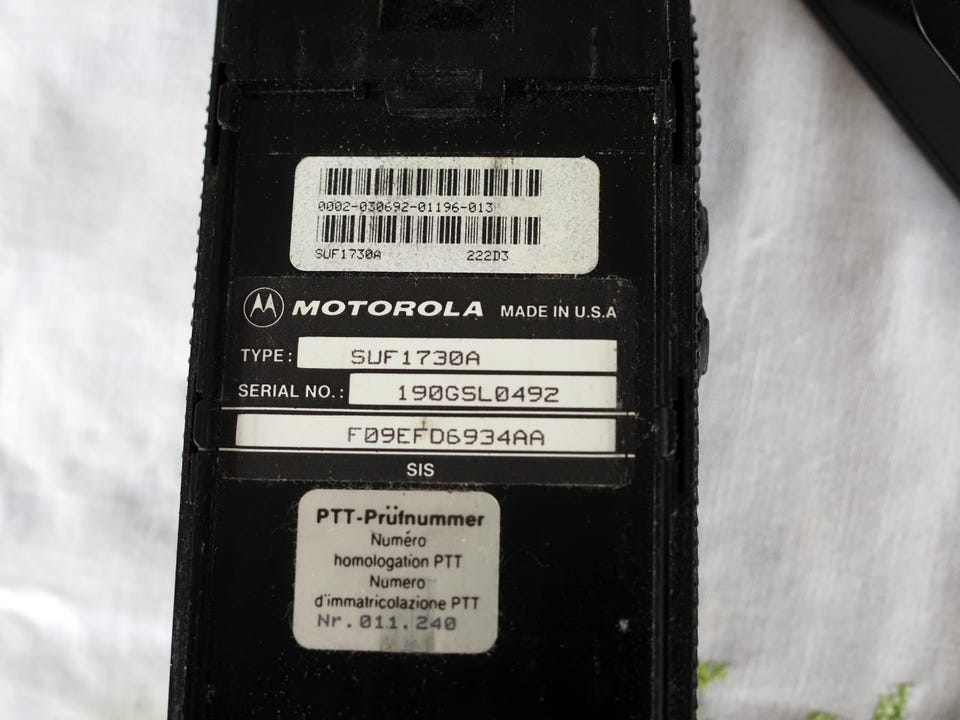 0002-030692-01196-013
SUF1730A 222D3
MOTOROLA MADE IN U.S.A
TYPE: SUF1730A
SERIAL NO.: 190GSL0492
F09EFD6934AA
SIS
PTT-Prüfnummer
Numéro
homologation PTT
Numero
d'immatricolazione PTT
Nr.011.240